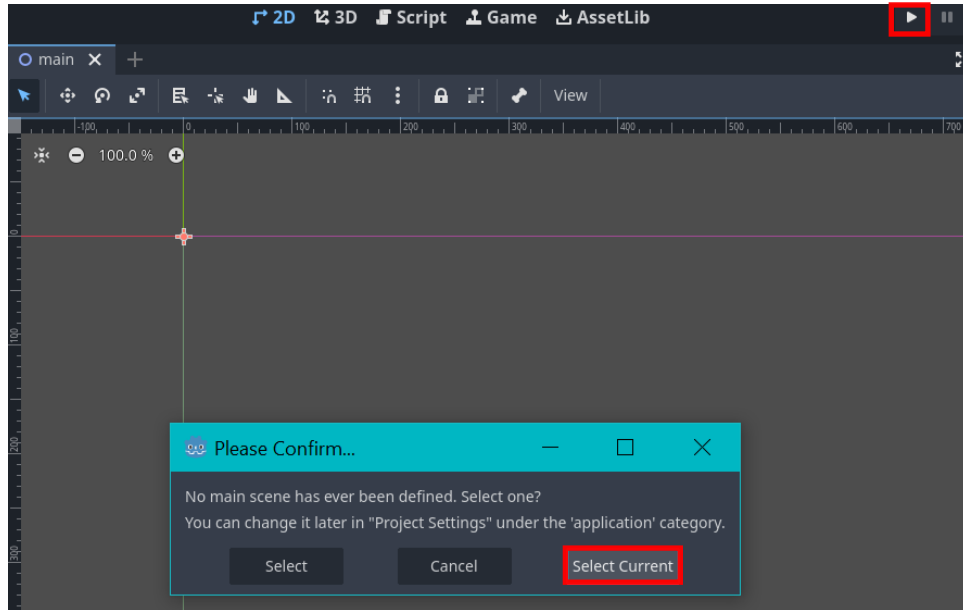 2D 3D Script Game AssetLib
main
View
-100 0 100 200 300 400 500 600 700
100.0 %
0
100
200
300
Please Confirm...
No main scene has ever been defined. Select one?
You can change it later in "Project Settings" under the 'application' category.
Select Cancel Select Current